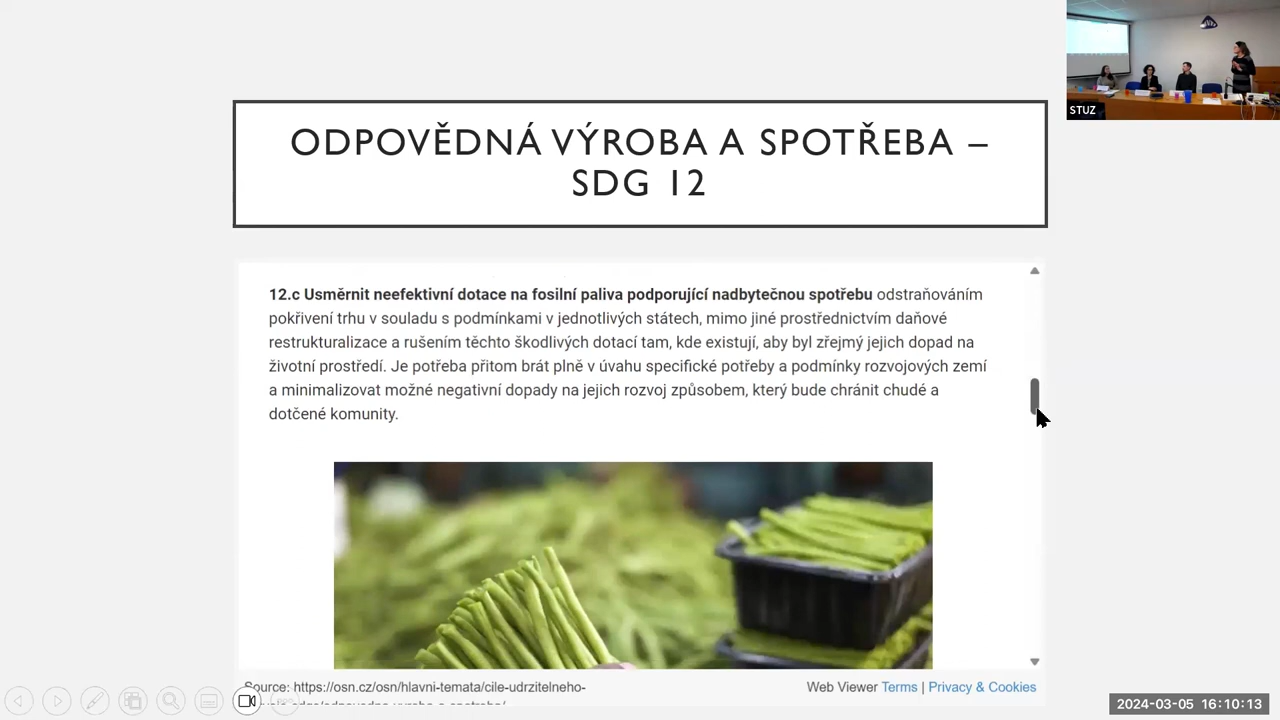 STUZ
ODPOVĚDNÁ VÝROBA A SPOTŘEBA –
SDG 12
12.c Usměrnit neefektivní dotace na fosilní paliva podporující nadbytečnou spotřebu odstraňováním
pokřivení trhu v souladu s podmínkami v jednotlivých státech, mimo jiné prostřednictvím daňové
restrukturalizace a rušením těchto škodlivých dotací tam, kde existují, aby byl zřejmý jejich dopad na
životní prostředí. Je potřeba přitom brát plně v úvahu specifické potřeby a podmínky rozvojových zemí
a minimalizovat možné negativní dopady na jejich rozvoj způsobem, který bude chránit chudé a
dotčené komunity.
Source: https://osn.cz/osn/hlavni-temata/cile-udrzitelneho-
Web Viewer Terms | Privacy & Cookies
2024-03-05 16:10:13